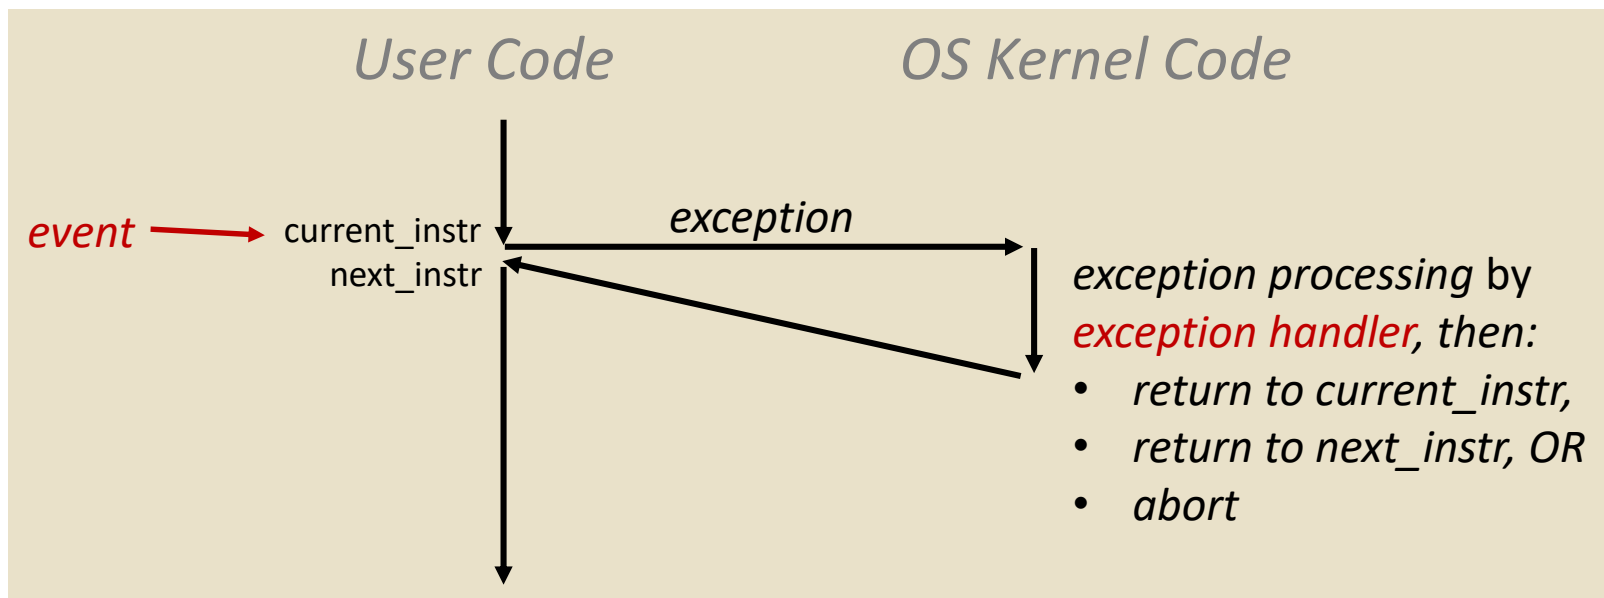 User Code
OS Kernel Code
event
current_instr
next_instr
exception
exception processing by
exception handler, then:
• return to current_instr,
• return to next_instr, OR
• abort